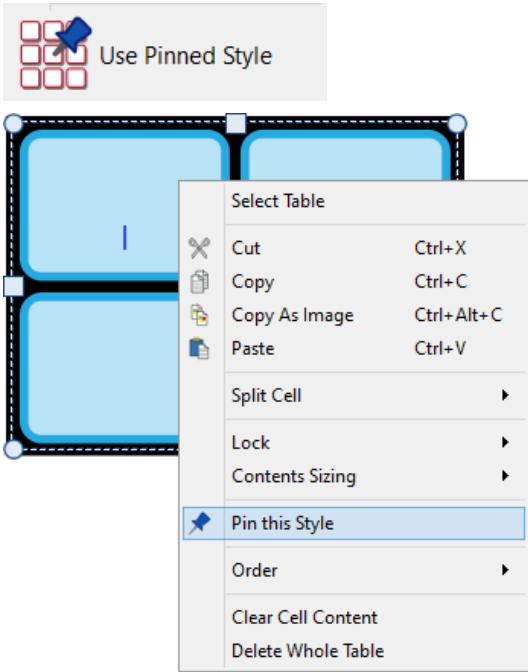 Use Pinned Style
Select Table
Cut Ctrl+X
Copy Ctrl+C
Copy As Image Ctrl+Alt+C
Paste Ctrl+V
Split Cell
Lock
Contents Sizing
Pin this Style
Order
Clear Cell Content
Delete Whole Table